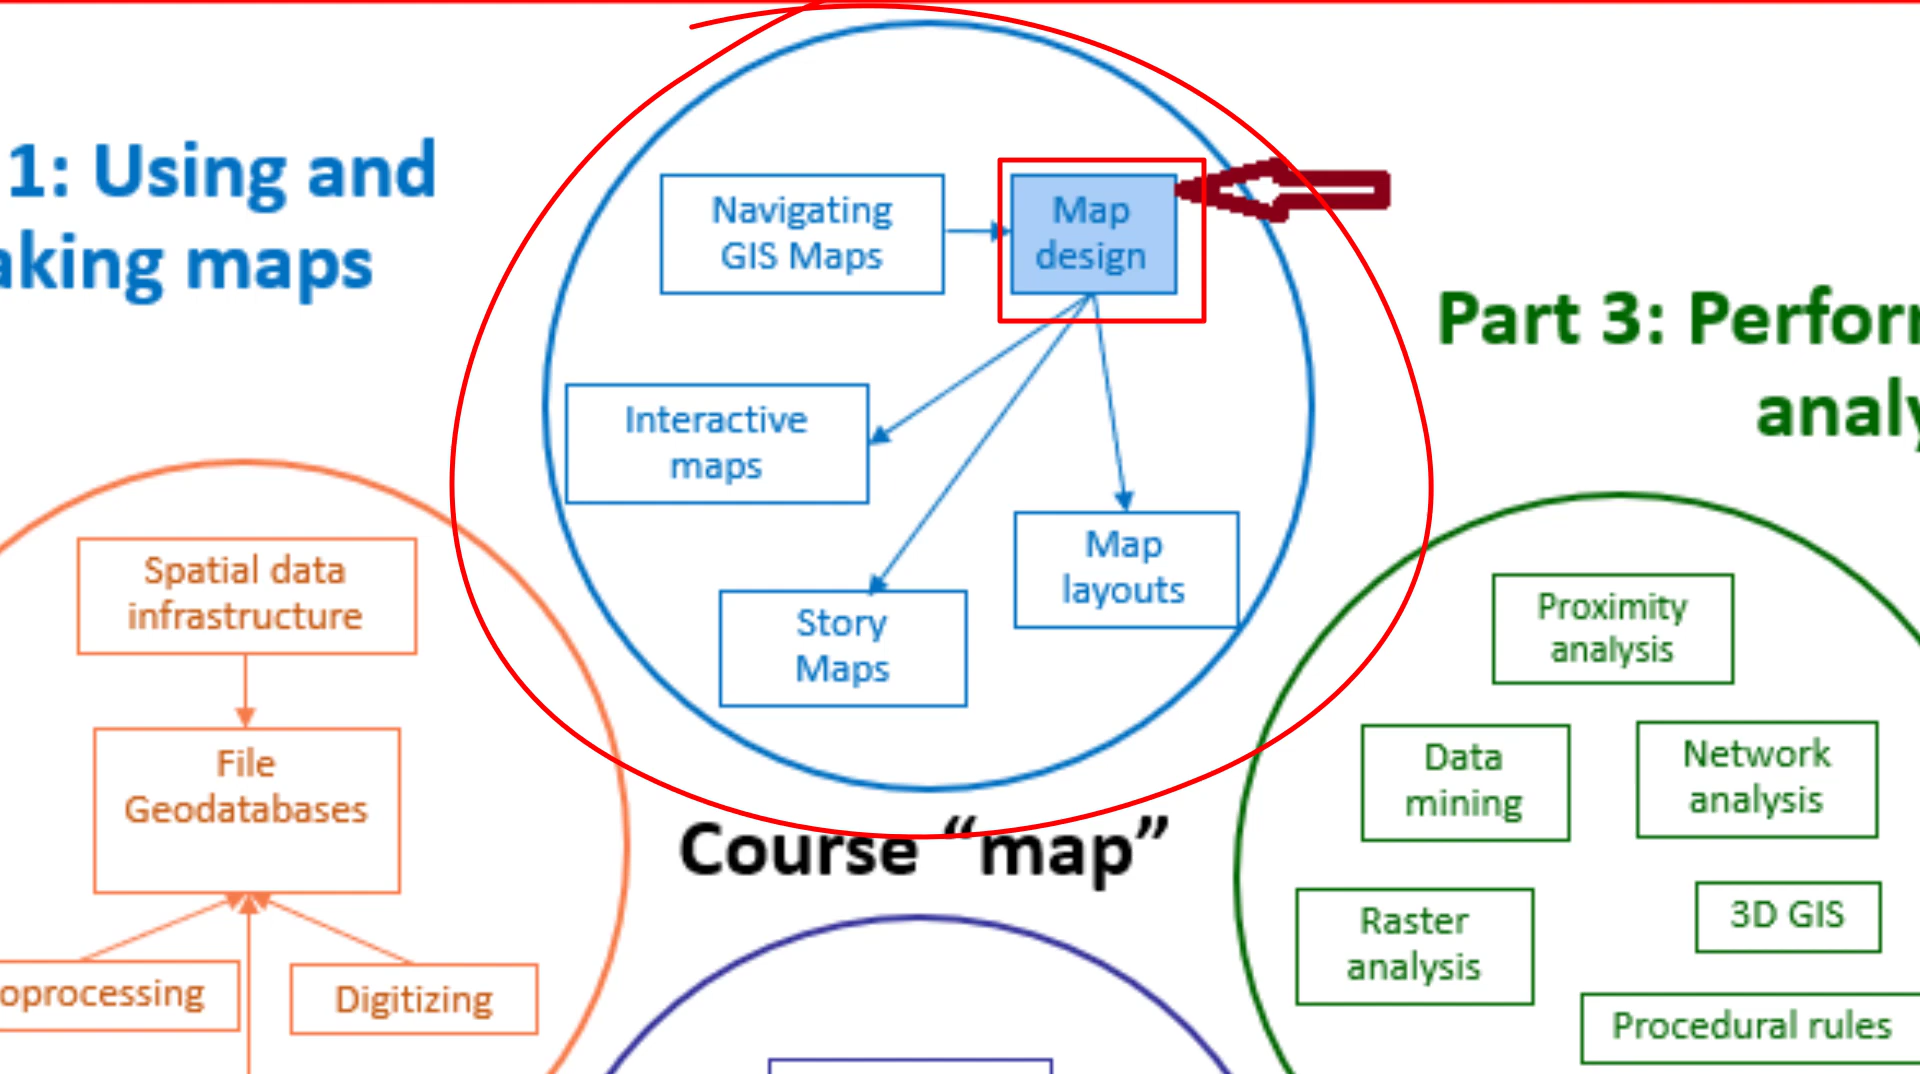 1: Using and
aking maps
Navigating
GIS Maps
Map
design
Interactive
maps
Story
Maps
Map
layouts
Part 3: Perfor
analy
Spatial data
infrastructure
File
Geodatabases
oprocessing
Digitizing
Course “map”
Proximity
analysis
Data
mining
Network
analysis
Raster
analysis
3D GIS
Procedural rules